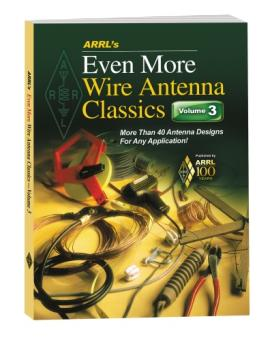 ARRL's
Even More
Wire Antenna
Classics
Volume 3
More Than 40 Antenna Designs
For Any Application!
Published by
ARRL
100
YEARS
A
R R
L
ARRL's Even More Wire Antenna Classics — Volume 3